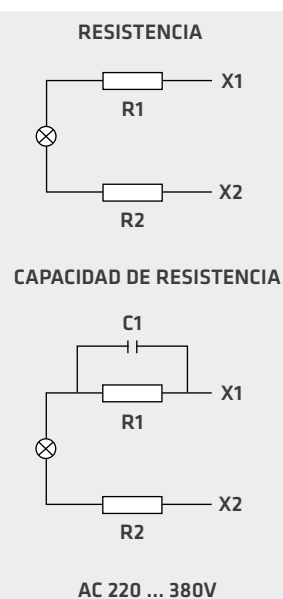 RESISTENCIA
X1
R1
X2
R2
CAPACIDAD DE RESISTENCIA
C1
X1
R1
X2
R2
AC 220 ... 380V